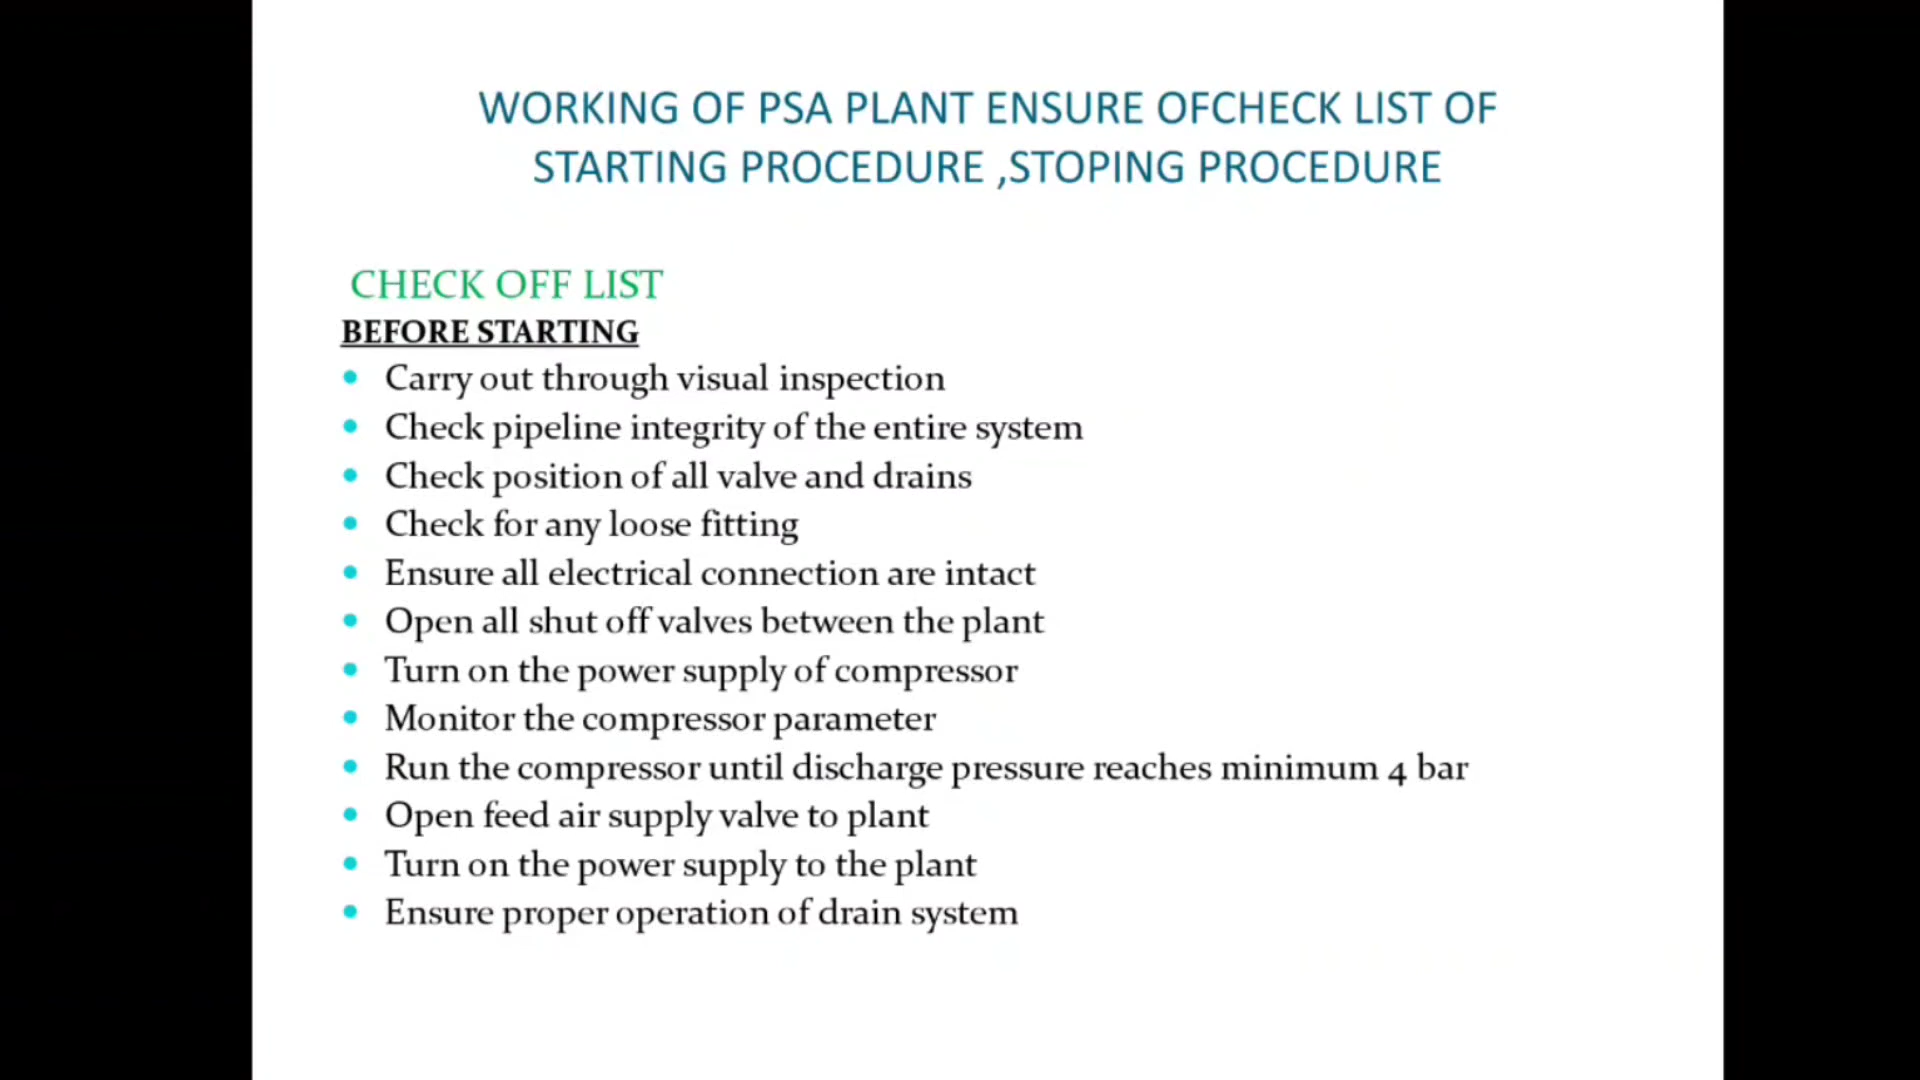 WORKING OF PSA PLANT ENSURE OFCHECK LIST OF
STARTING PROCEDURE ,STOPING PROCEDURE
CHECK OFF LIST
BEFORE STARTING
• Carry out through visual inspection
• Check pipeline integrity of the entire system
• Check position of all valve and drains
• Check for any loose fitting
• Ensure all electrical connection are intact
• Open all shut off valves between the plant
• Turn on the power supply of compressor
• Monitor the compressor parameter
• Run the compressor until discharge pressure reaches minimum 4 bar
• Open feed air supply valve to plant
• Turn on the power supply to the plant
• Ensure proper operation of drain system